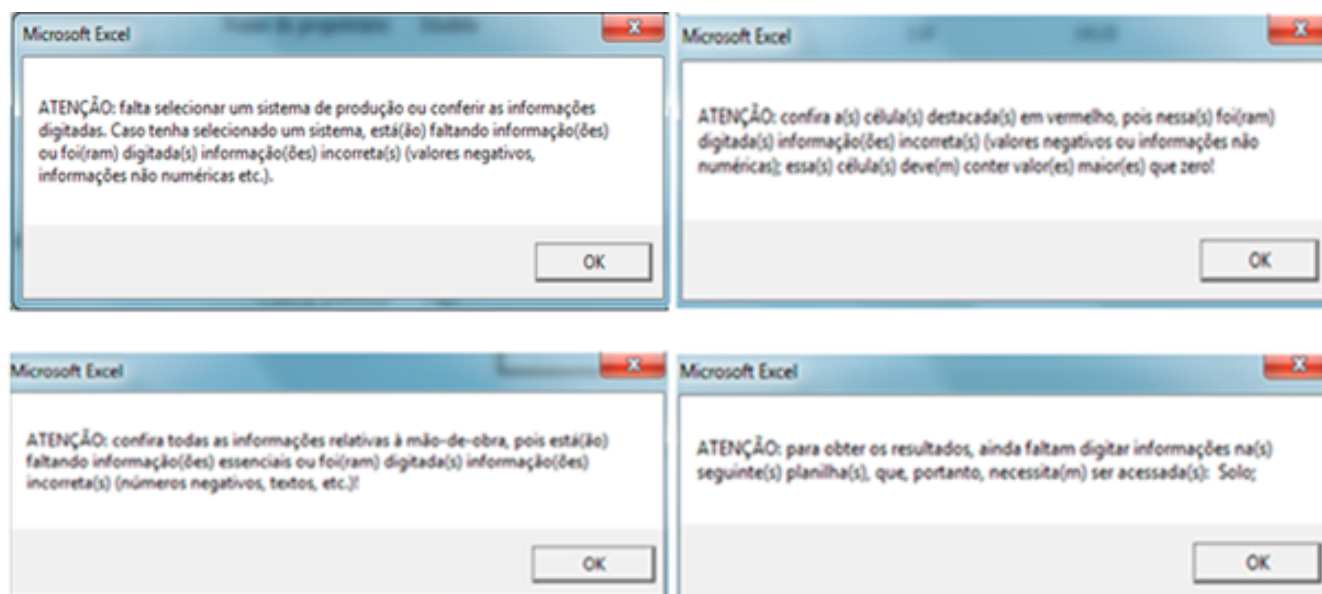 Microsoft Excel
ATENÇÃO: falta selecionar um sistema de produção ou conferir as informações
digitadas. Caso tenha selecionado um sistema, está(ão) faltando informação(ões)
ou foi(ram) digitada(s) informação(ões) incorreta(s) (valores negativos,
informações não numéricas etc.).
OK
Microsoft Excel
ATENÇÃO: confira a(s) célula(s) destacada(s) em vermelho, pois nessa(s) foi(ram)
digitada(s) informação(ões) incorreta(s) (valores negativos ou informações não
numéricas); essa(s) célula(s) deve(m) conter valor(es) maior(es) que zero!
OK
Microsoft Excel
ATENÇÃO: confira todas as informações relativas à mão-de-obra, pois está(ão)
faltando informação(ões) essenciais ou foi(ram) digitada(s) informação(ões)
incorreta(s) (números negativos, textos, etc.)!
OK
Microsoft Excel
ATENÇÃO: para obter os resultados, ainda faltam digitar informações na(s)
seguinte(s) planilha(s), que, portanto, necessita(m) ser acessada(s): Solo;
OK